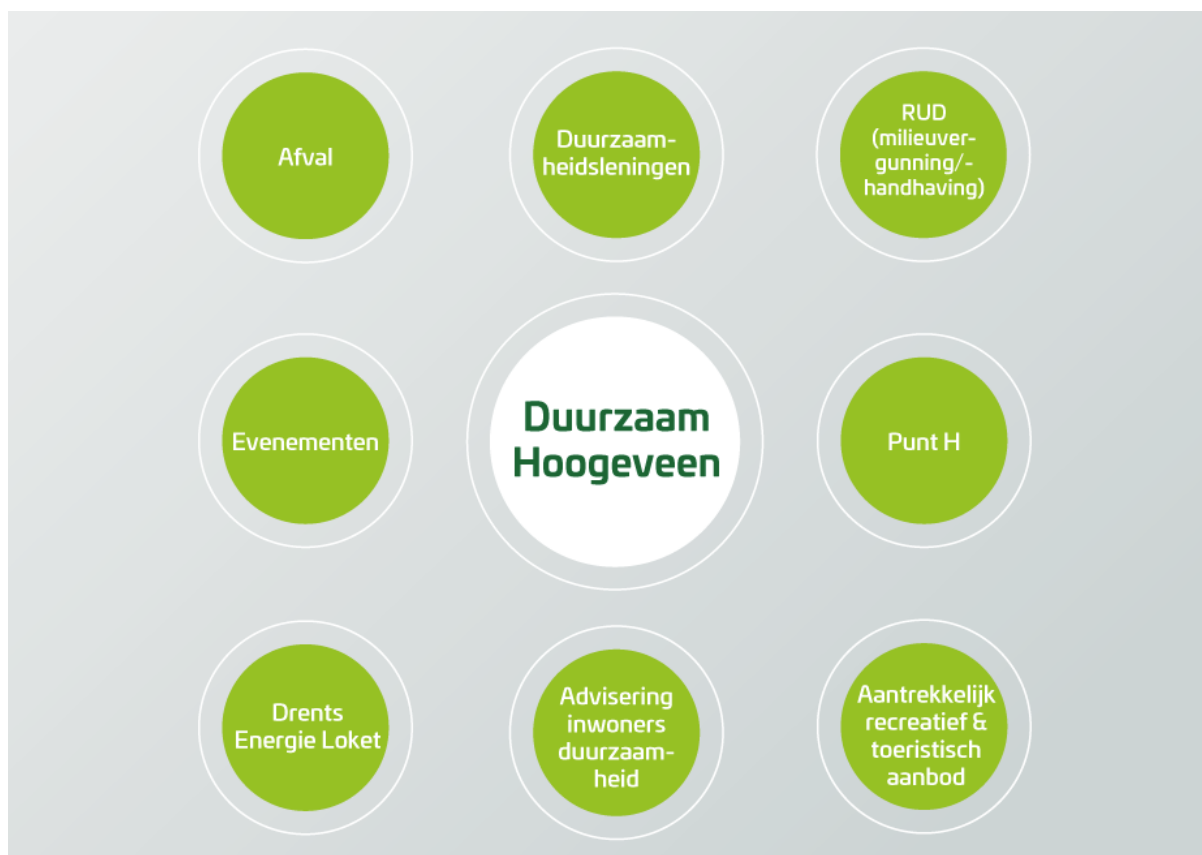 Afval
Duurzaam-
heidsleningen
RUD
(milieuver-
gunning/-
handhaving)
Evenementen
Duurzaam
Hoogeveen
Punt H
Drents
Energie Loket
Advisering
inwoners
duurzaam-
heid
Aantrekkelijk
recreatief &
toeristisch
aanbod